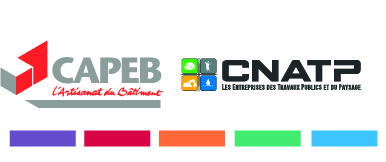 CAPEB
l'Artisanat du Bâtiment
CNATP
Les Entreprises des Travaux Publics et du Paysage